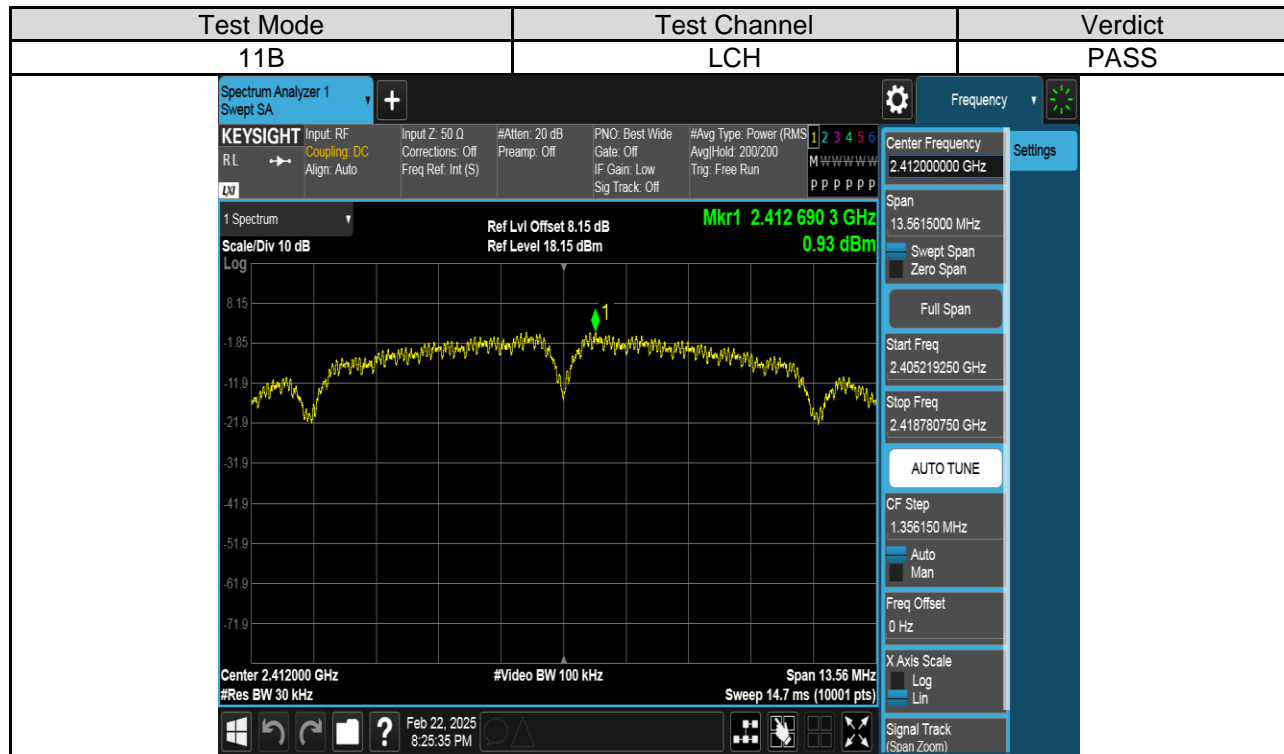 Test Mode Test Channel Verdict
11B LCH PASS
Spectrum Analyzer 1
Swept SA
Frequency
KEYSIGHT Input: RF Input Z: 50 Ω #Atten: 20 dB PNO: Best Wide #Avg Type: Power (RMS 1 2 3 4 5 6
RL Coupling: DC Corrections: Off Preamp: Off Gate: Off Avg|Hold: 200/200 M W W W W W
Align: Auto Freq Ref: Int (S) IF Gain: Low Trig: Free Run
LXI Sig Track: Off P P P P P P
1 Spectrum
Ref Lvl Offset 8.15 dB Mkr1 2.412 690 3 GHz
Scale/Div 10 dB Ref Level 18.15 dBm 0.93 dBm
Log
8.15
1
-1.85
-11.9
-21.9
-31.9
-41.9
-51.9
-61.9
-71.9
Center 2.412000 GHz #Video BW 100 kHz Span 13.56 MHz
#Res BW 30 kHz Sweep 14.7 ms (10001 pts)
Center Frequency
2.412000000 GHz
Settings
Span
13.5615000 MHz
Swept Span
Zero Span
Full Span
Start Freq
2.405219250 GHz
Stop Freq
2.418780750 GHz
AUTO TUNE
CF Step
1.356150 MHz
Auto
Man
Freq Offset
0 Hz
X Axis Scale
Log
Lin
Signal Track
(Span Zoom)
? Feb 22, 2025
8:25:35 PM